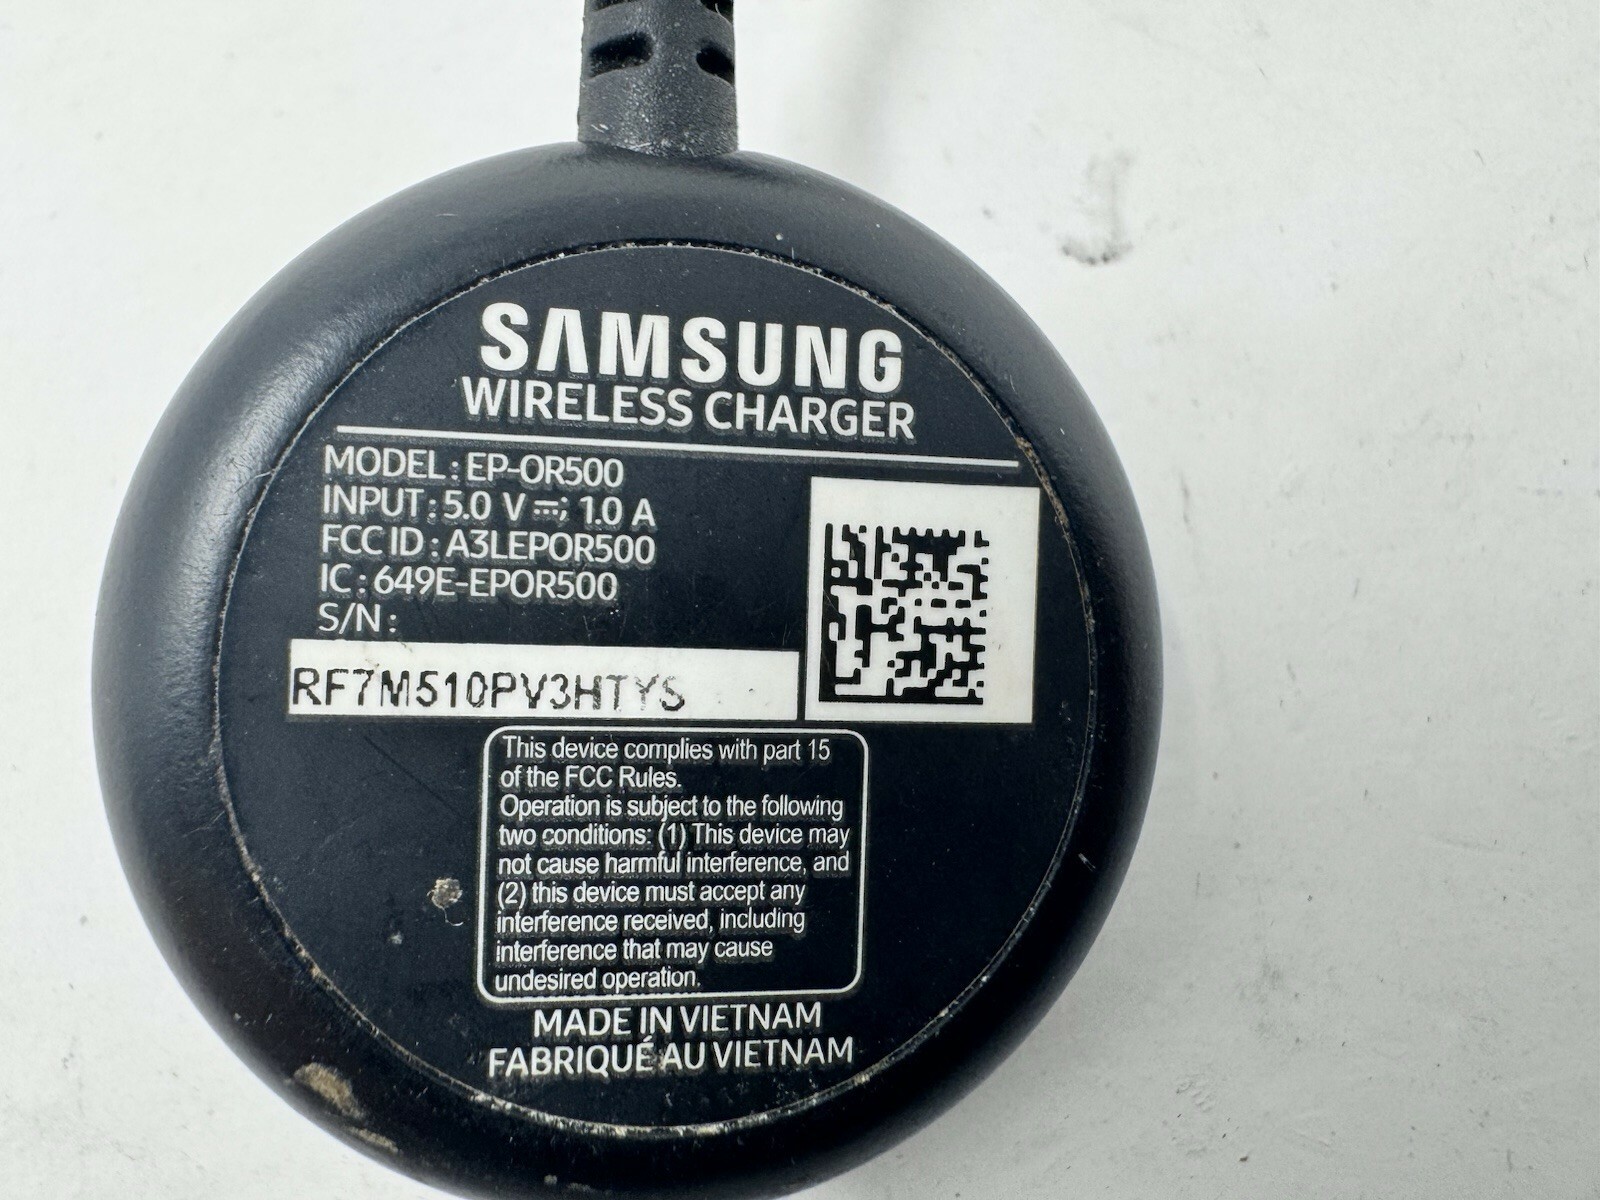 SAMSUNG
WIRELESS CHARGER
MODEL : EP-OR500
INPUT : 5.0 V ⎓; 1.0 A
FCC ID : A3LEPOR500
IC : 649E-EPOR500
S/N :
RF7M510PV3HTYS
This device complies with part 15
of the FCC Rules.
Operation is subject to the following
two conditions: (1) This device may
not cause harmful interference, and
(2) this device must accept any
interference received, including
interference that may cause
undesired operation.
MADE IN VIETNAM
FABRIQUÉ AU VIETNAM